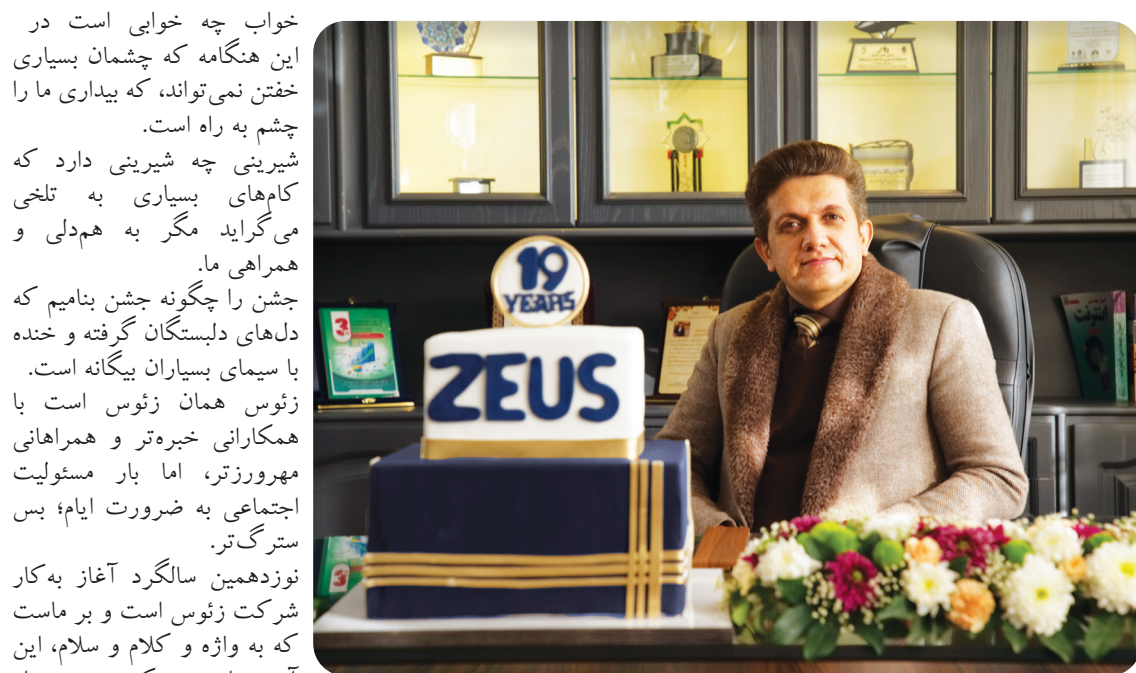 خواب چه خوابی است در
این هنگامه که چشمان بسیاری
خفتن نمی‌تواند، که بیداری ما را
چشم به راه است.
شیرینی چه شیرینی دارد که
کام‌های بسیاری به تلخی
می‌گراید مگر به هم‌دلی و
همراهی ما.
جشن را چگونه جشن بنامیم که
دل‌های دلبستگان گرفته و خنده
با سیمای بسیاران بیگانه است.
زئوس همان زئوس است با
همکارانی خبره‌تر و همراهانی
مهرورزتر، اما بار مسئولیت
اجتماعی به ضرورت ایام؛ بس
سترگ‌تر.
نوزدهمین سالگرد آغاز به‌کار
شرکت زئوس است و بر ماست
که به واژه و کلام و سلام، این
19
YEARS
ZEUS
اینترنت